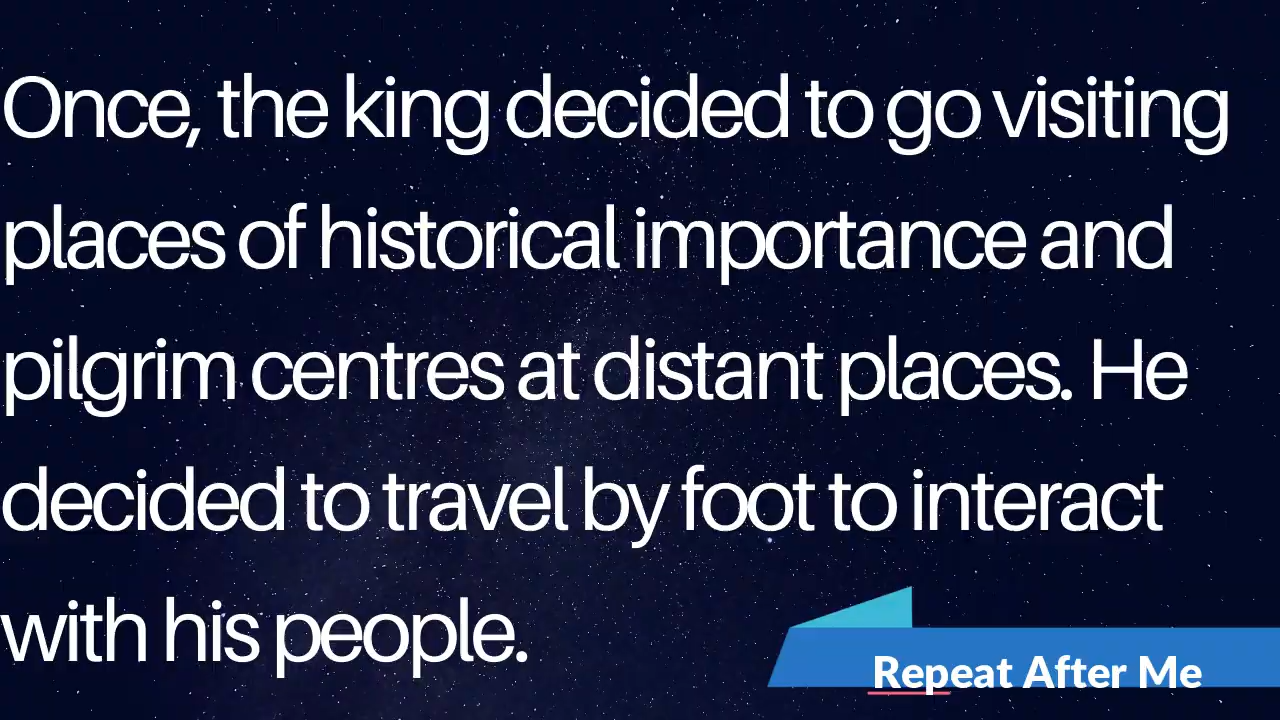 Once, the king decided to go visiting
places of historical importance and
pilgrim centres at distant places. He
decided to travel by foot to interact
with his people.
Repeat After Me